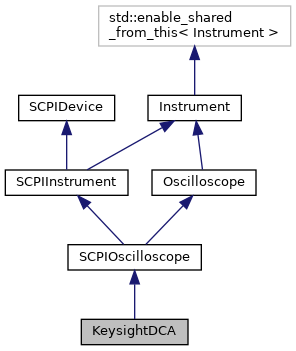 std::enable_shared
_from_this< Instrument >
SCPIDevice
Instrument
SCPIInstrument
Oscilloscope
SCPIOscilloscope
KeysightDCA